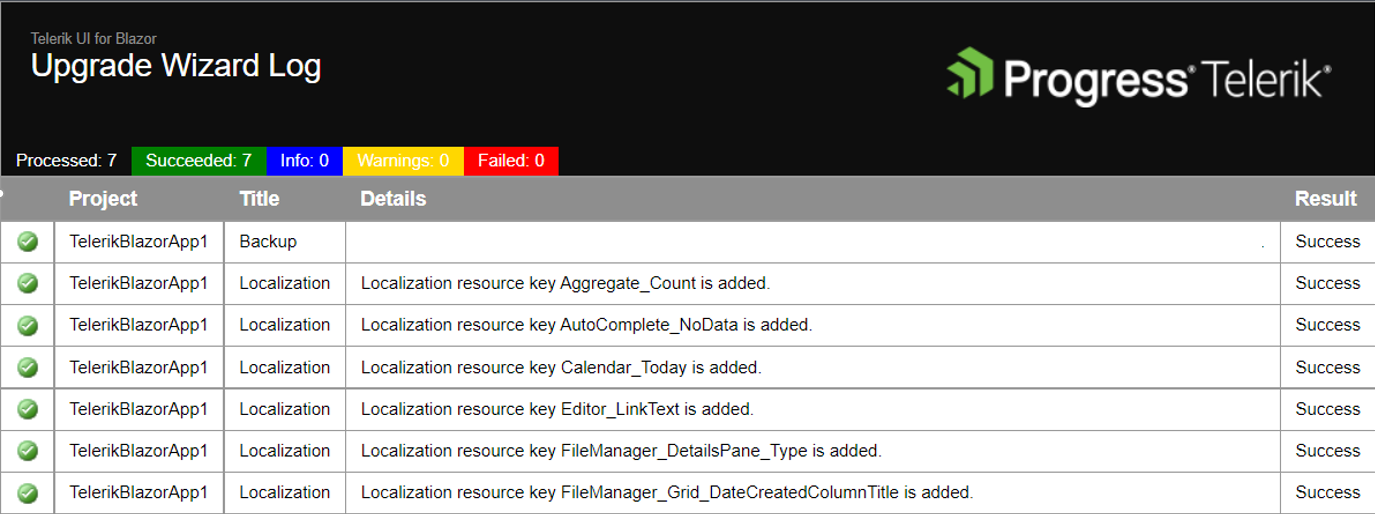 Telerik UI for Blazor
Upgrade Wizard Log
Progress® Telerik®
Processed: 7 Succeeded: 7 Info: 0 Warnings: 0 Failed: 0
Project Title Details Result
TelerikBlazorApp1 Backup . Success
TelerikBlazorApp1 Localization Localization resource key Aggregate_Count is added. Success
TelerikBlazorApp1 Localization Localization resource key AutoComplete_NoData is added. Success
TelerikBlazorApp1 Localization Localization resource key Calendar_Today is added. Success
TelerikBlazorApp1 Localization Localization resource key Editor_LinkText is added. Success
TelerikBlazorApp1 Localization Localization resource key FileManager_DetailsPane_Type is added. Success
TelerikBlazorApp1 Localization Localization resource key FileManager_Grid_DateCreatedColumnTitle is added. Success